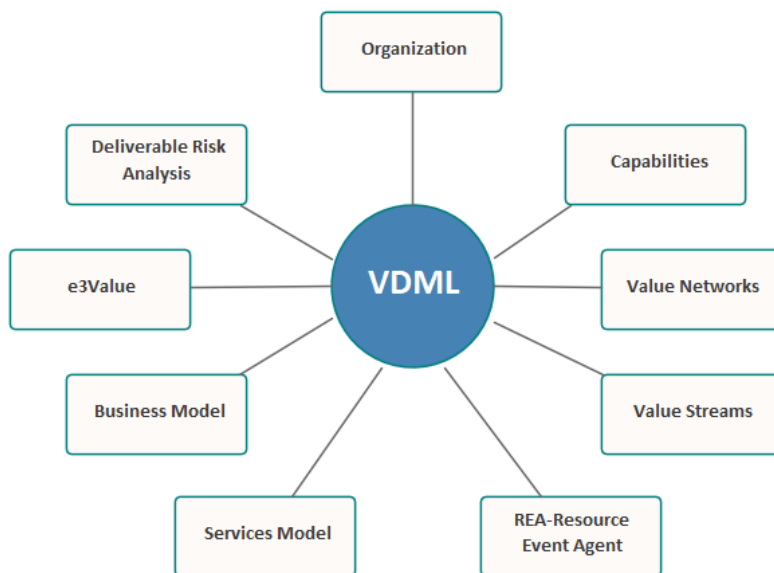 Organization
Deliverable Risk
Analysis
Capabilities
e3Value
VDML
Value Networks
Business Model
Value Streams
Services Model
REA-Resource
Event Agent